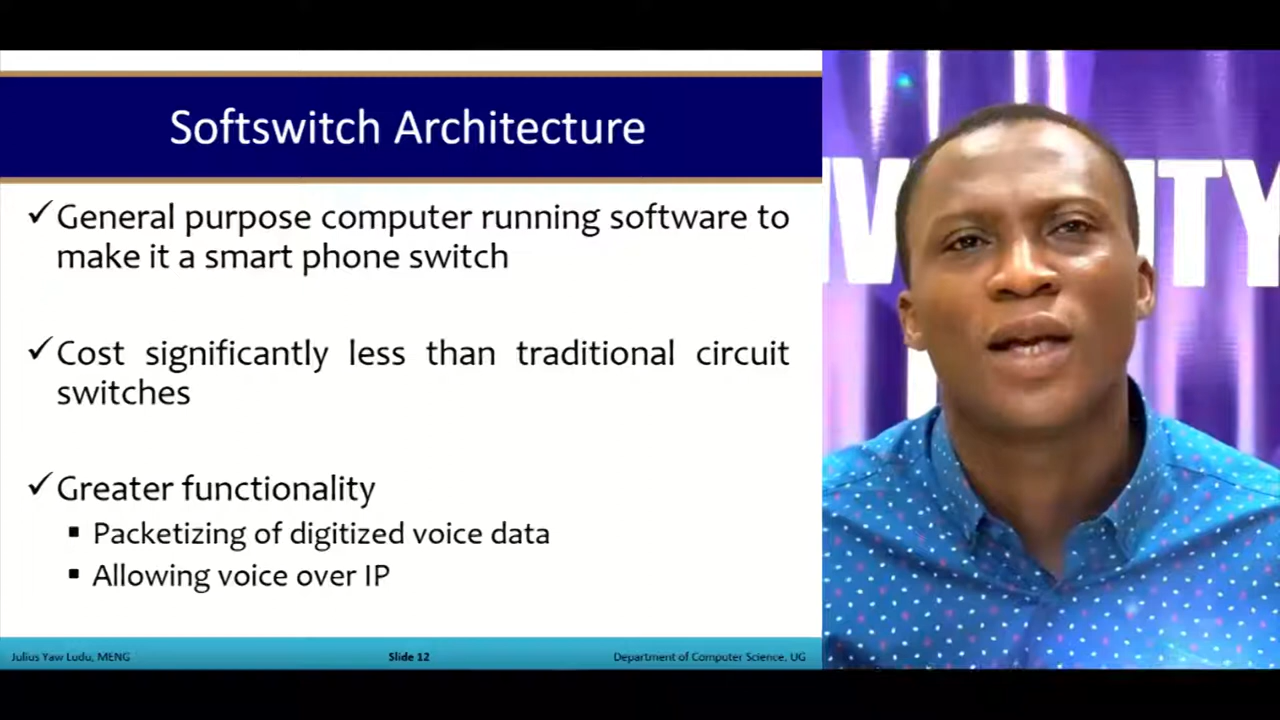 Softswitch Architecture
✓ General purpose computer running software to
make it a smart phone switch
✓ Cost significantly less than traditional circuit
switches
✓ Greater functionality
▪ Packetizing of digitized voice data
▪ Allowing voice over IP
Julius Yaw Ludu, MENG
Slide 12
Department of Computer Science, UG